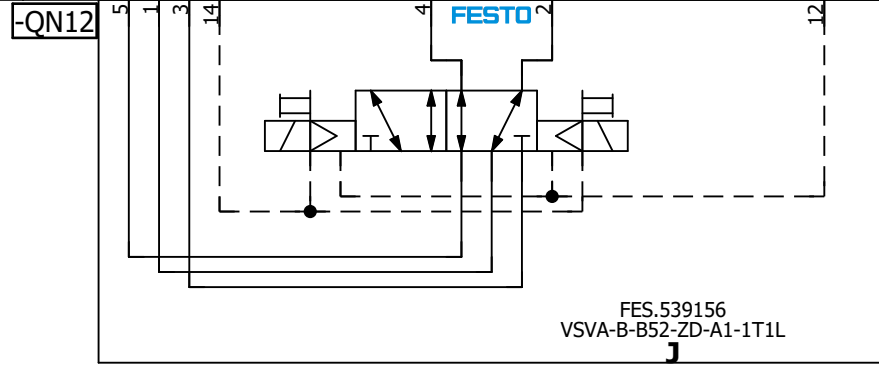 -QN12
5
1
3
14
4
FESTO
2
12
FES.539156
VSVA-B-B52-ZD-A1-1T1L
J